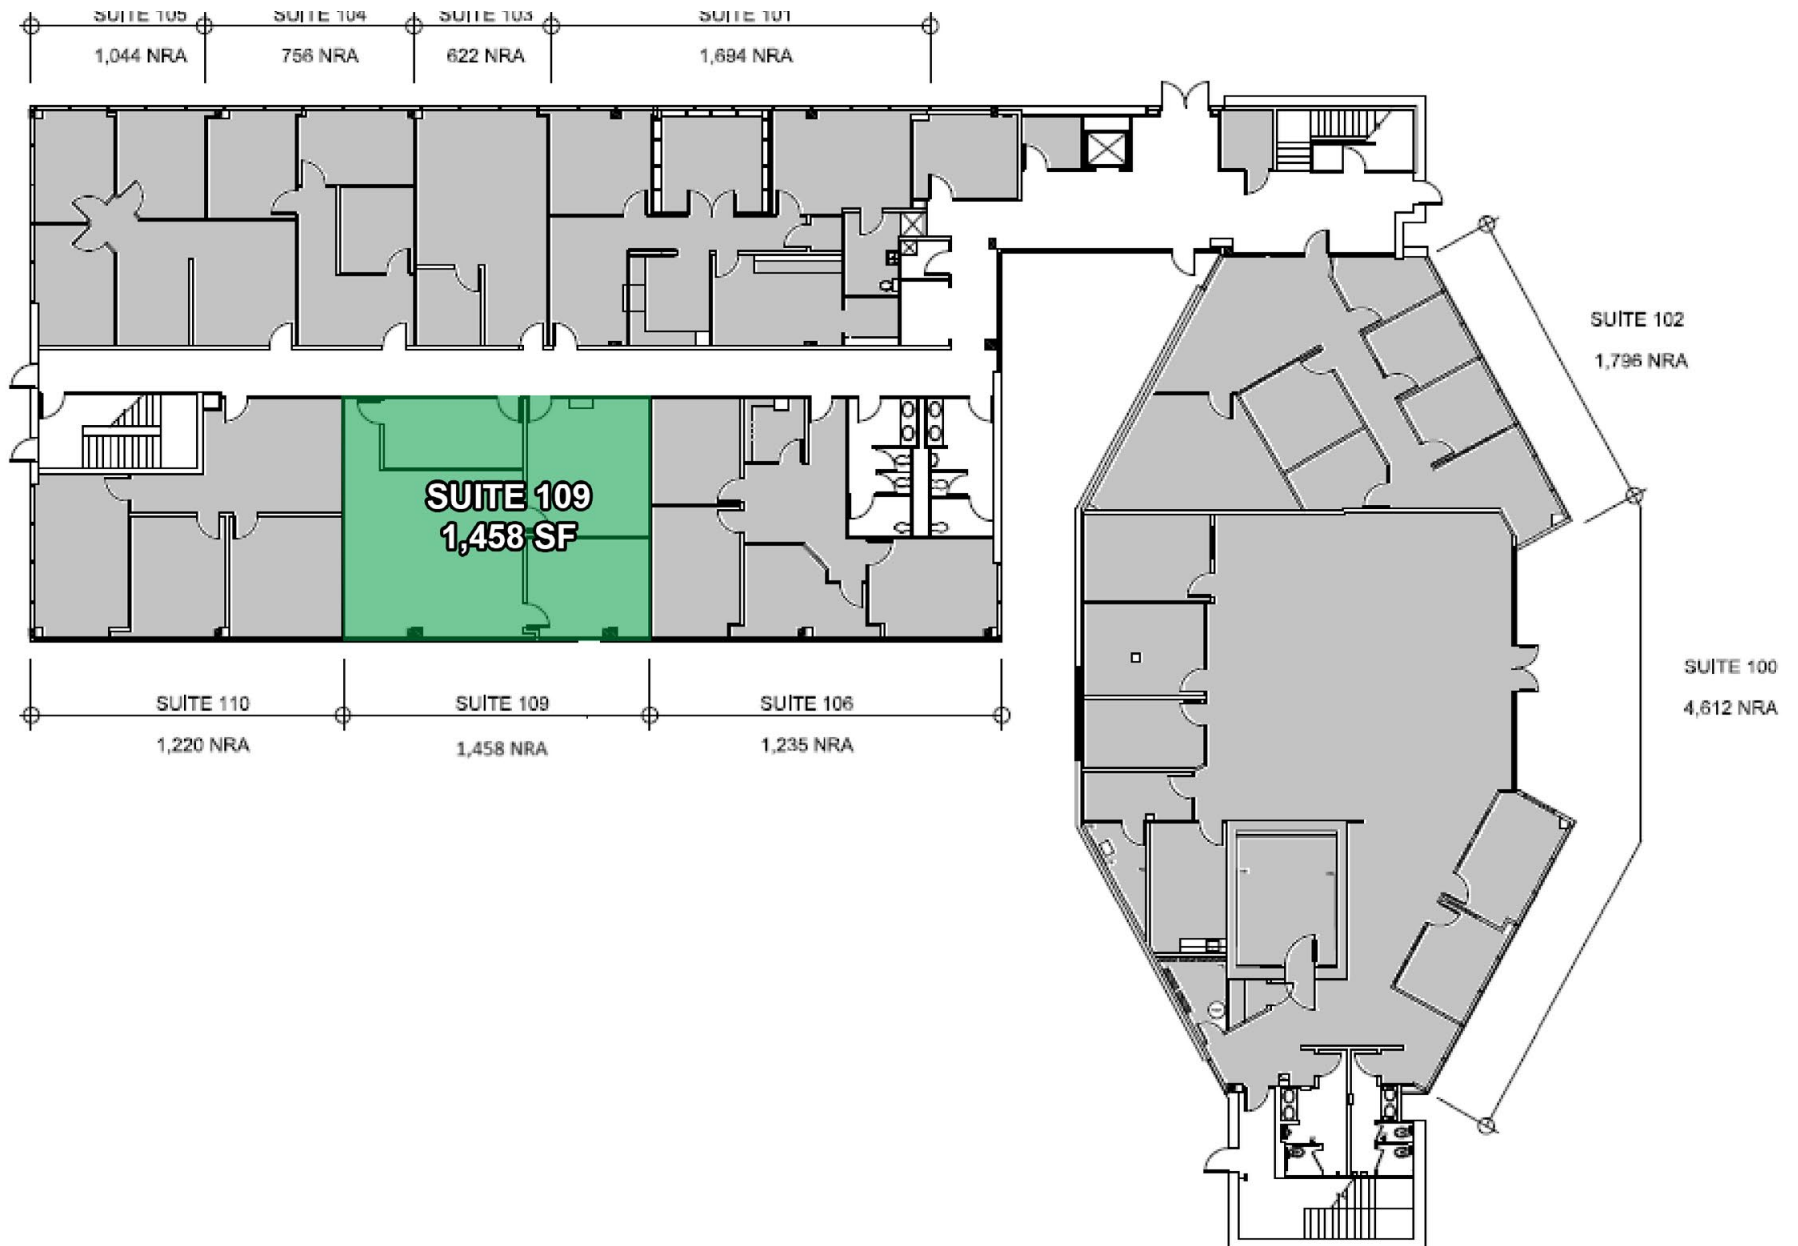 SUITE 105
SUITE 104
SUITE 103
SUITE 101
1,044 NRA
756 NRA
622 NRA
1,694 NRA
SUITE 102
1,796 NRA
SUITE 109
1,458 SF
SUITE 100
4,612 NRA
SUITE 110
SUITE 109
SUITE 106
1,220 NRA
1,458 NRA
1,235 NRA